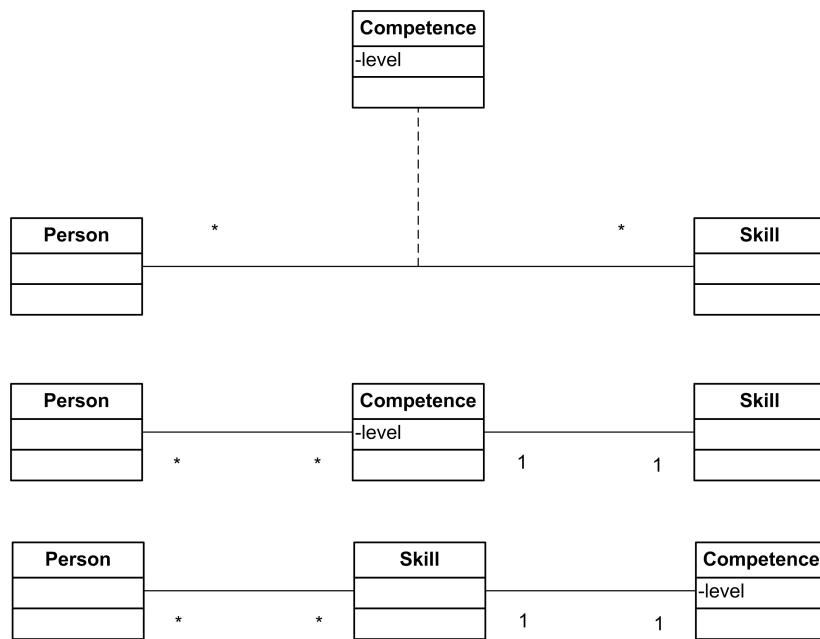 Competence
-level
Person
*
*
Skill
Person
Competence
Skill
-level
*
*
1
1
Person
Skill
Competence
-level
*
*
1
1